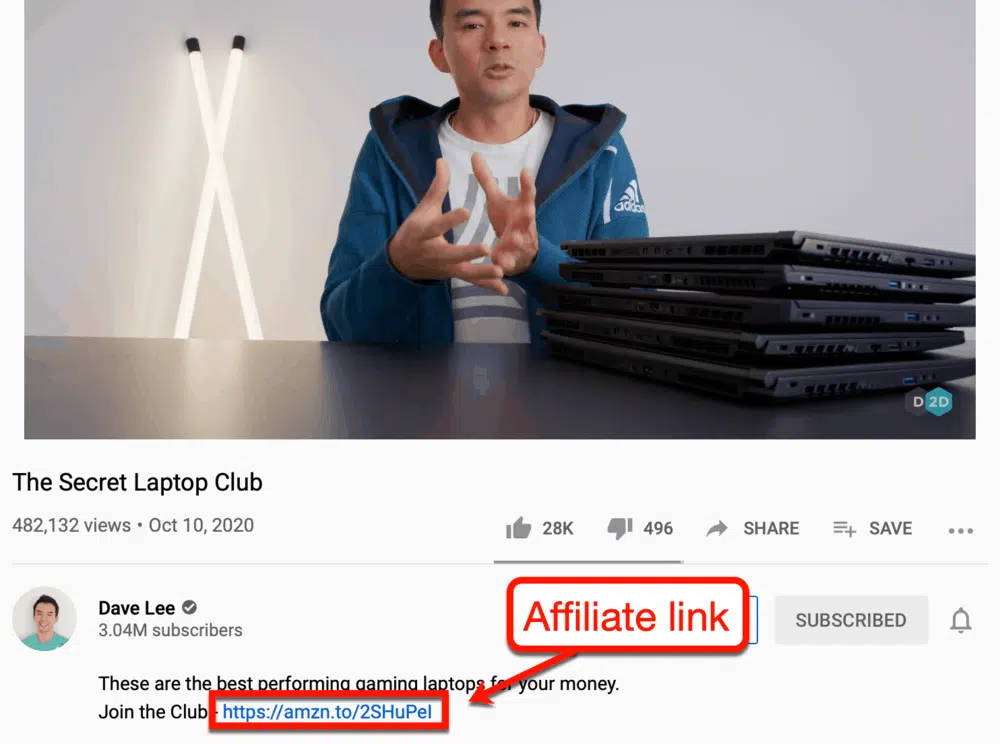 adidas
D2D
The Secret Laptop Club
482,132 views • Oct 10, 2020
28K
496
SHARE
SAVE
Dave Lee
3.04M subscribers
Affiliate link
SUBSCRIBED
These are the best performing gaming laptops for your money.
Join the Club - https://amzn.to/2SHuPeI